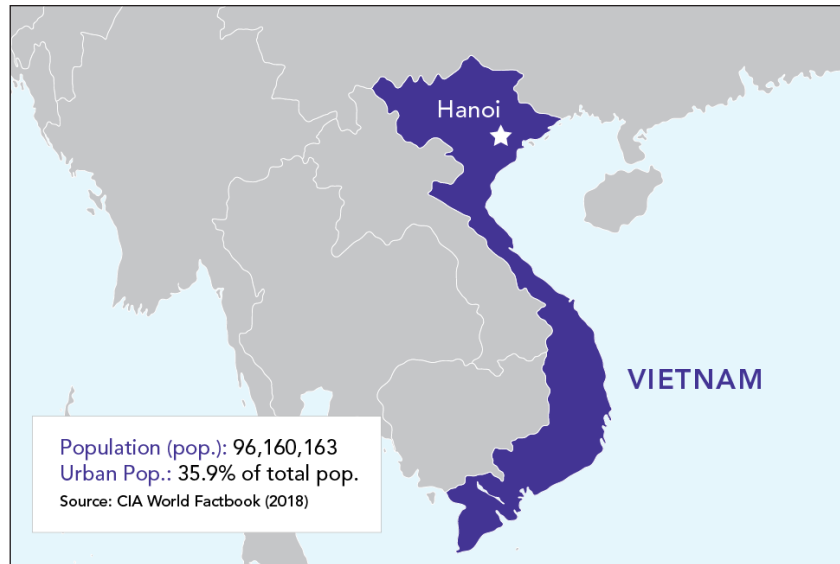 Hanoi
VIETNAM
Population (pop.): 96,160,163
Urban Pop.: 35.9% of total pop.
Source: CIA World Factbook (2018)